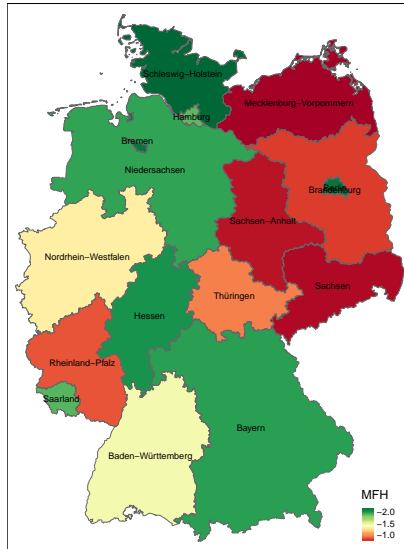 Schleswig−Holstein
Mecklenburg−Vorpommern
Hamburg
Bremen
Niedersachsen
Berlin
Brandenburg
Sachsen−Anhalt
Nordrhein−Westfalen
Sachsen
Thüringen
Hessen
Rheinland−Pfalz
Saarland
Bayern
Baden−Württemberg
MFH
−2.0
−1.5
−1.0